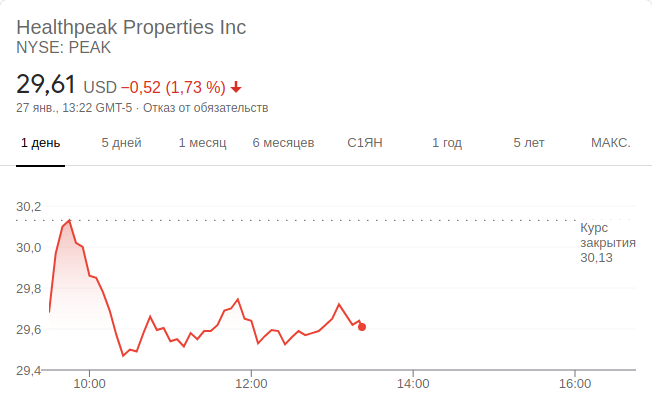 Healthpeak Properties Inc
NYSE: PEAK
29,61 USD −0,52 (1,73 %)
27 янв., 13:22 GMT-5 · Отказ от обязательств
1 день 5 дней 1 месяц 6 месяцев С1ЯН 1 год 5 лет МАКС.
30,2
Курс
закрытия
30,13
30,0
29,8
29,6
29,4
10:00 12:00 14:00 16:00